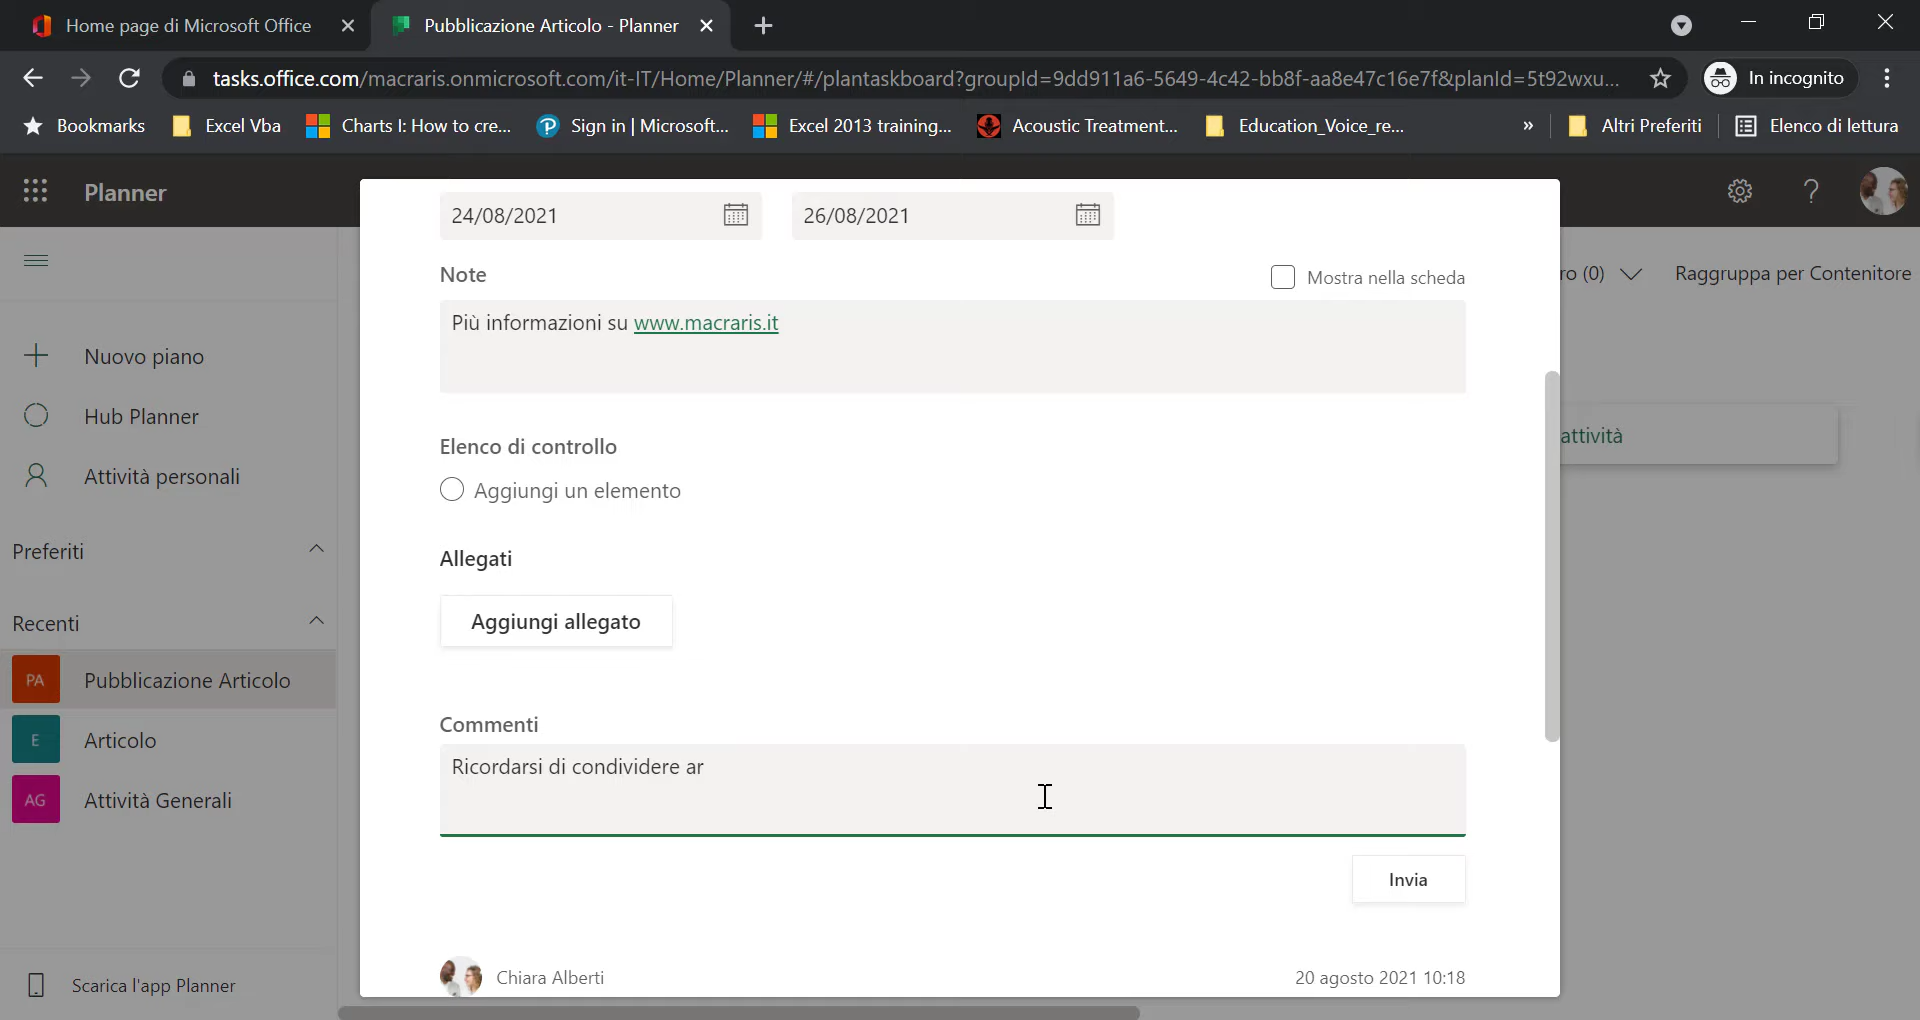 Home page di Microsoft Office
Pubblicazione Articolo - Planner
tasks.office.com/macraris.onmicrosoft.com/it-IT/Home/Planner/#/plantaskboard?groupId=9dd911a6-5649-4c42-bb8f-aa8e47c16e7f&planId=5t92wxu...
In incognito
Bookmarks
Excel Vba
Charts I: How to cre...
Sign in | Microsoft...
Excel 2013 training...
Acoustic Treatment...
Education_Voice_re...
»
Altri Preferiti
Elenco di lettura
Planner
?
24/08/2021
26/08/2021
ro (0)
Raggruppa per Contenitore
Note
Mostra nella scheda
Più informazioni su www.macraris.it
Nuovo piano
Hub Planner
Attività personali
attività
Elenco di controllo
Aggiungi un elemento
Preferiti
Allegati
Recenti
Aggiungi allegato
PA
Pubblicazione Articolo
E
Articolo
AG
Attività Generali
Commenti
Ricordarsi di condividere ar
Invia
Chiara Alberti
20 agosto 2021 10:18
Scarica l'app Planner